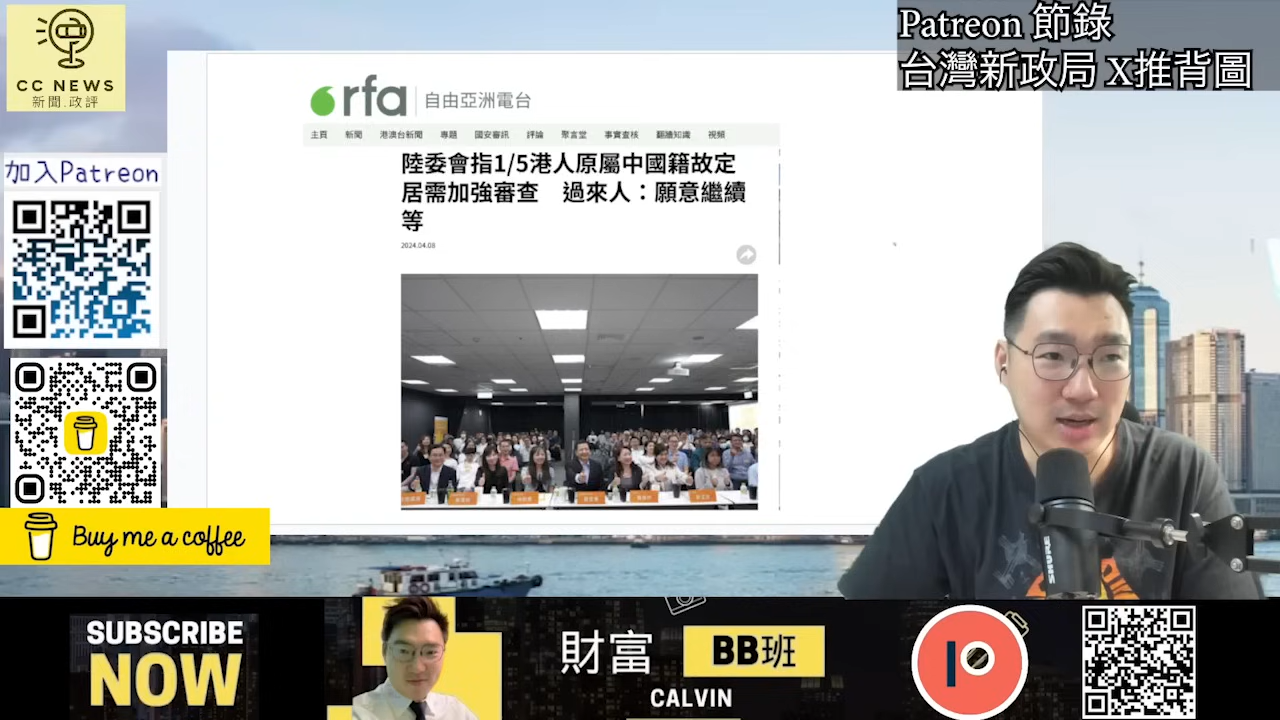 Patreon 節錄
台灣新政局 X推背圖
CC NEWS
新聞.政評
加入Patreon
rfa 自由亞洲電台
主頁 新聞 港澳台新聞 專題 國安審訊 評論 聚言堂 事實查核 翻牆知識 視頻
陸委會指1/5港人原屬中國籍故定
居需加強審查 過來人：願意繼續
等
2024.04.08
Buy me a coffee
SHURE
SUBSCRIBE
NOW
財富 BB班
CALVIN